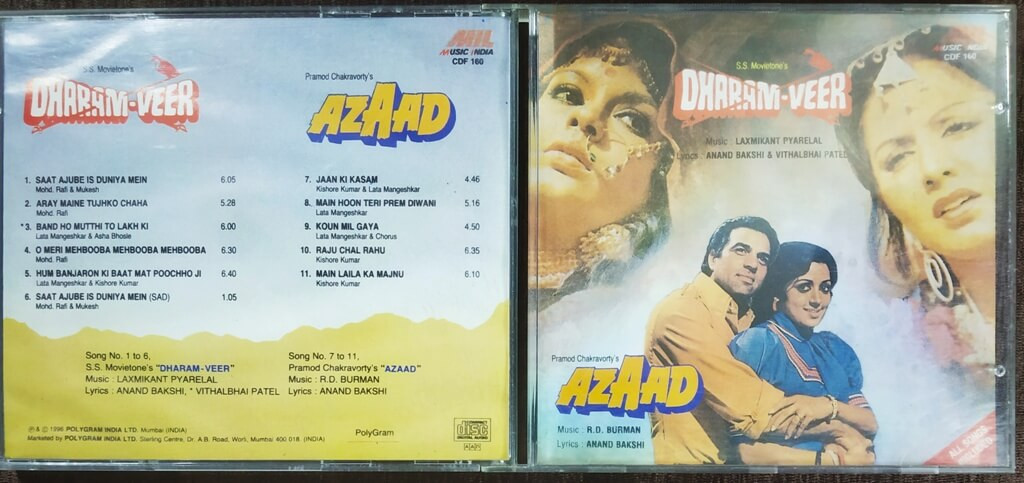 S.S. Movietone's
DHARAM-VEER
MIL
MUSIC INDIA
CDF 160
Pramod Chakravorty's
AZAAD
1. SAAT AJUBE IS DUNIYA MEIN 6.05
Mohd. Rafi & Mukesh
2. ARAY MAINE TUJHKO CHAHA 5.28
Mohd. Rafi
*3. BAND HO MUTTHI TO LAKH KI 6.00
Lata Mangeshkar & Asha Bhosle
4. O MERI MEHBOOBA MEHBOOBA MEHBOOBA 6.30
Mohd. Rafi
5. HUM BANJARON KI BAAT MAT POOCHHO JI 6.40
Lata Mangeshkar & Kishore Kumar
6. SAAT AJUBE IS DUNIYA MEIN (SAD) 1.05
Mohd. Rafi & Mukesh
7. JAAN KI KASAM 4.46
Kishore Kumar & Lata Mangeshkar
8. MAIN HOON TERI PREM DIWANI 5.16
Lata Mangeshkar
9. KOUN MIL GAYA 4.50
Lata Mangeshkar & Chorus
10. RAJU CHAL RAHU 6.35
Kishore Kumar
11. MAIN LAILA KA MAJNU 6.10
Kishore Kumar
Song No. 1 to 6,
S.S. Movietone's "DHARAM-VEER"
Music : LAXMIKANT PYARELAL
Lyrics : ANAND BAKSHI, * VITHALBHAI PATEL
Song No. 7 to 11,
Pramod Chakravorty's "AZAAD"
Music : R.D. BURMAN
Lyrics : ANAND BAKSHI
℗ & © 1996 POLYGRAM INDIA LTD. Mumbai (INDIA)
Marketed by POLYGRAM INDIA LTD. Sterling Centre, Dr. A.B. Road, Worli, Mumbai 400 018. (INDIA)
PolyGram
COMPACT
disc
DIGITAL AUDIO
AAD
S.S. Movietone's
DHARAM-VEER
MUSIC INDIA
CDF 160
Music : LAXMIKANT PYARELAL
Lyrics : ANAND BAKSHI & VITHALBHAI PATEL
Pramod Chakravorty's
AZAAD
Music : R.D. BURMAN
Lyrics : ANAND BAKSHI
ALL SONGS